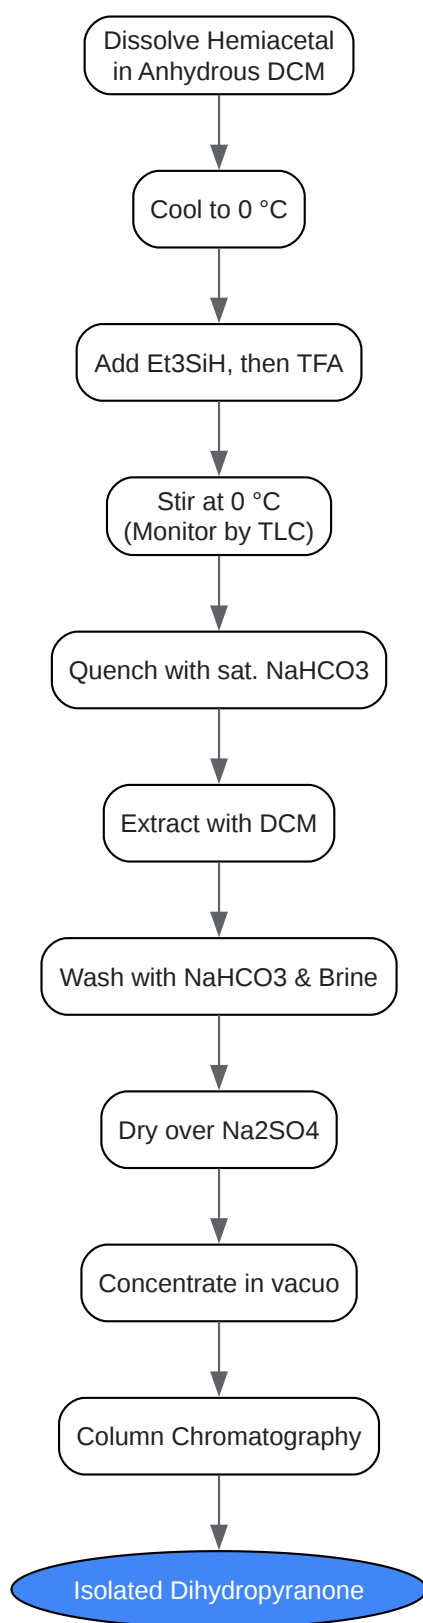 Dissolve Hemiacetal
in Anhydrous DCM
Cool to 0 °C
Add Et3SiH, then TFA
Stir at 0 °C
(Monitor by TLC)
Quench with sat. NaHCO3
Extract with DCM
Wash with NaHCO3 & Brine
Dry over Na2SO4
Concentrate in vacuo
Column Chromatography
Isolated Dihydropyranone